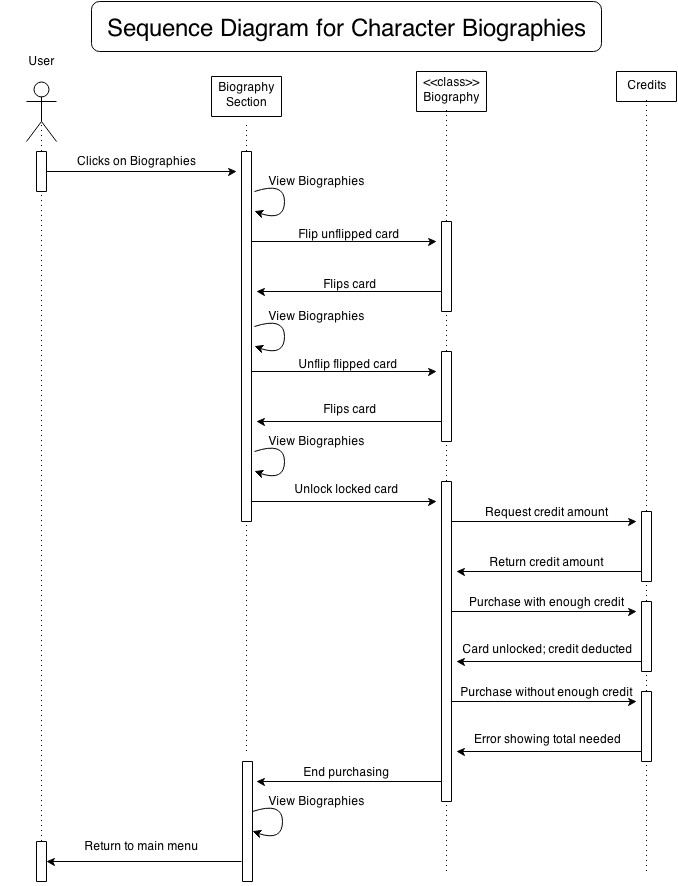 Sequence Diagram for Character Biographies
User
Biography
Section
<<class>>
Biography
Credits
Clicks on Biographies
View Biographies
Flip unflipped card
Flips card
View Biographies
Unflip flipped card
Flips card
View Biographies
Unlock locked card
Request credit amount
Return credit amount
Purchase with enough credit
Card unlocked; credit deducted
Purchase without enough credit
Error showing total needed
End purchasing
View Biographies
Return to main menu